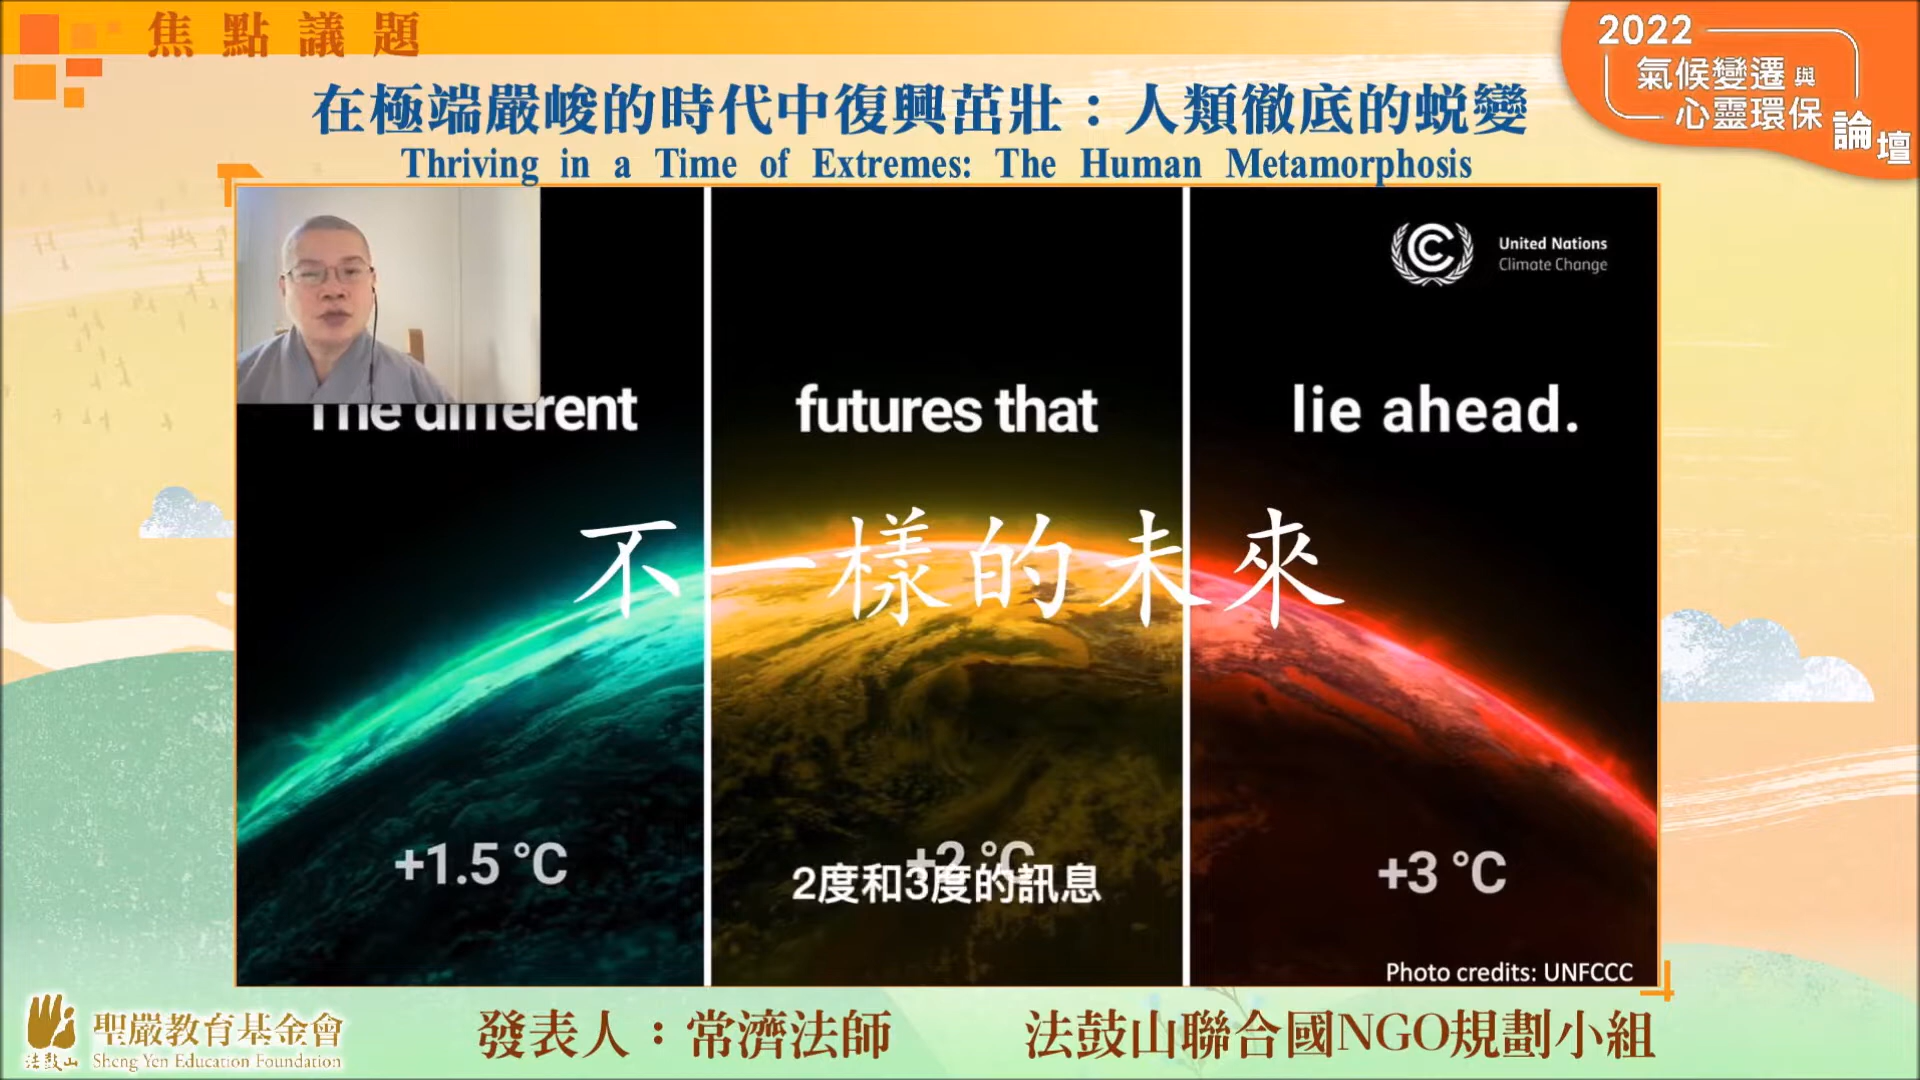 焦點議題
2022
氣候變遷與
心靈環保論壇
在極端嚴峻的時代中復興茁壯：人類徹底的蛻變
Thriving in a Time of Extremes: The Human Metamorphosis
United Nations
Climate Change
The different futures that lie ahead.
不一樣的未來
+1.5 °C
+2 °C
+3 °C
2度和3度的訊息
Photo credits: UNFCCC
法鼓山
聖嚴教育基金會
Sheng Yen Education Foundation
發表人：常濟法師 法鼓山聯合國NGO規劃小組